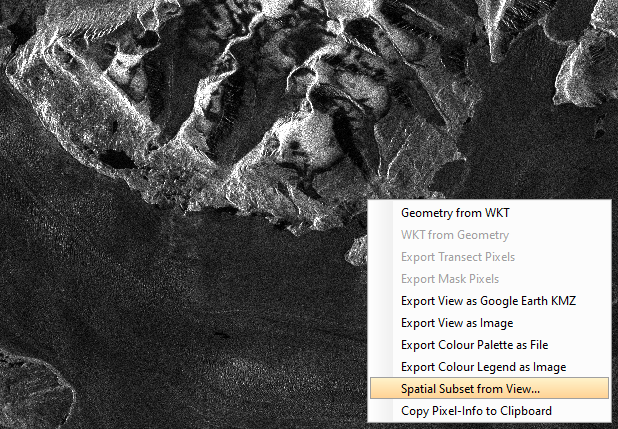 Geometry from WKT
WKT from Geometry
Export Transect Pixels
Export Mask Pixels
Export View as Google Earth KMZ
Export View as Image
Export Colour Palette as File
Export Colour Legend as Image
Spatial Subset from View...
Copy Pixel-Info to Clipboard